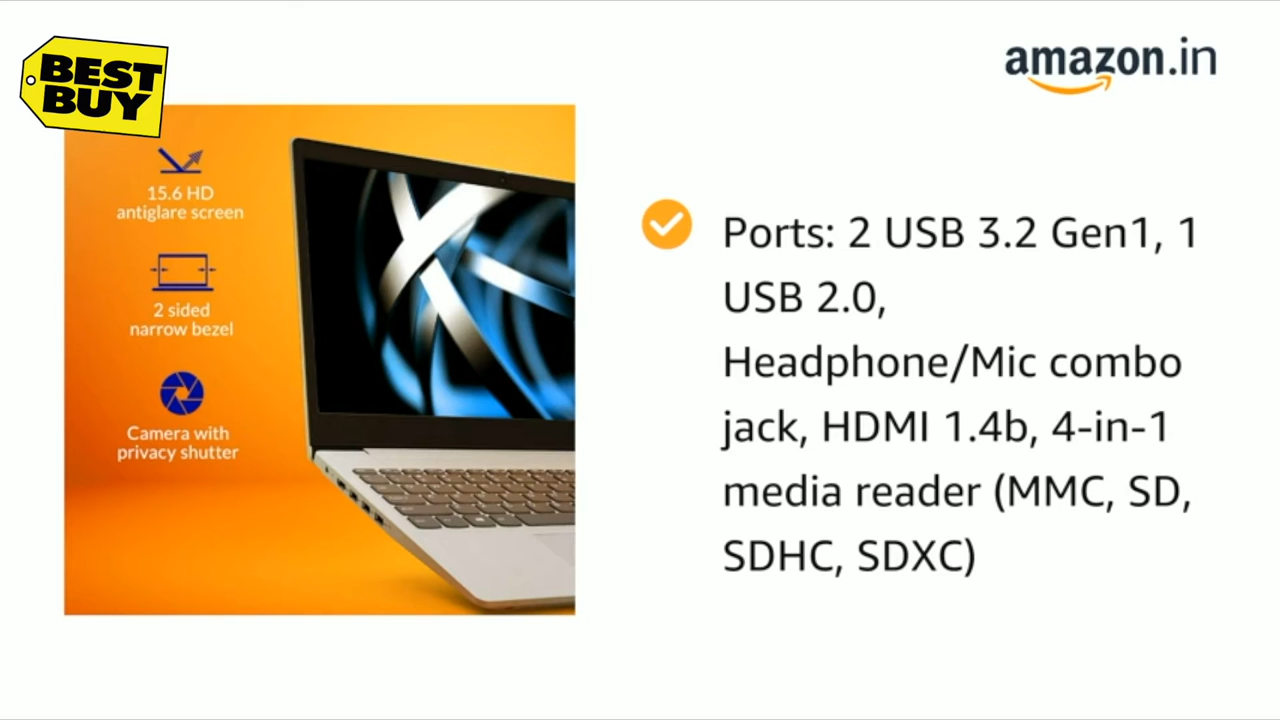 BEST
BUY
amazon.in
15.6 HD
antiglare screen
2 sided
narrow bezel
Camera with
privacy shutter
Ports: 2 USB 3.2 Gen1, 1
USB 2.0,
Headphone/Mic combo
jack, HDMI 1.4b, 4-in-1
media reader (MMC, SD,
SDHC, SDXC)